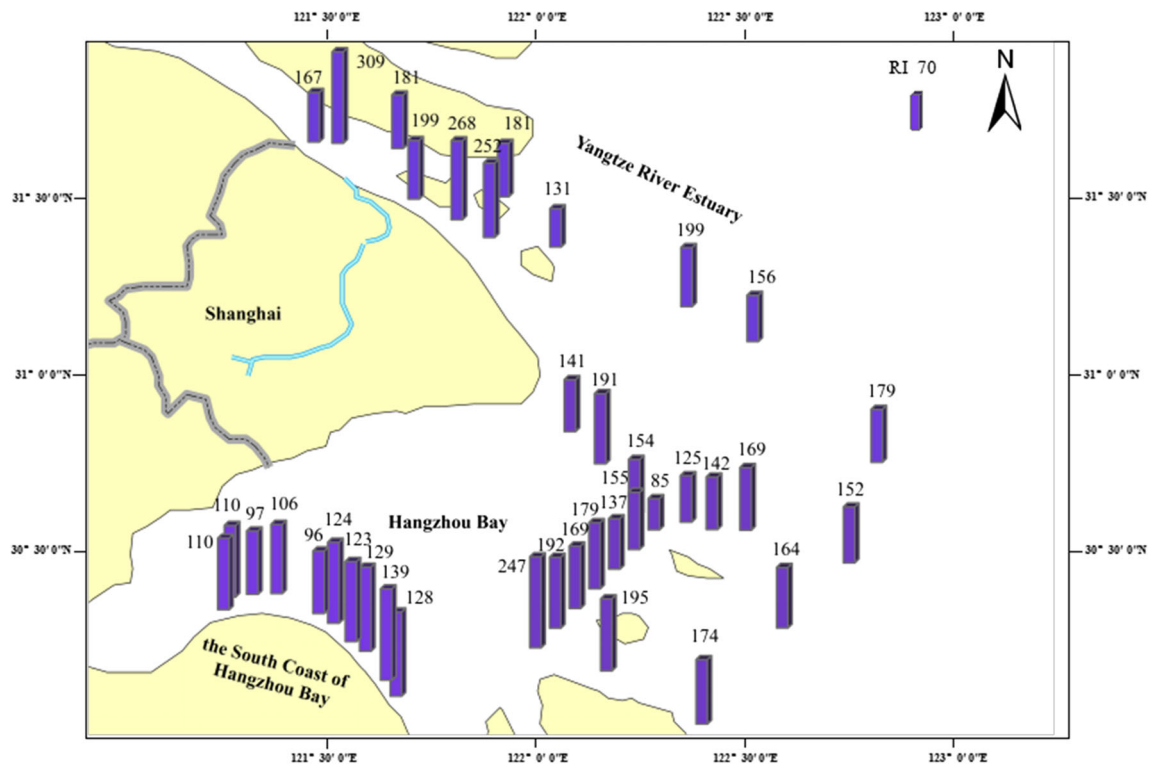 121° 30' 0"E
122° 0' 0"E
122° 30' 0"E
123° 0' 0"E
N
RI 70
309
167
181
199
268
181
252
Yangtze River Estuary
31° 30' 0"N
131
31° 30' 0"N
199
156
Shanghai
141
31° 0' 0"N
31° 0' 0"N
191
179
154
125
142
169
155
85
152
110
97
106
179
137
Hangzhou Bay
124
96
123
169
110
192
129
30° 30' 0"N
30° 30' 0"N
164
247
139
128
195
174
the South Coast of
Hangzhou Bay
121° 30' 0"E
122° 0' 0"E
122° 30' 0"E
123° 0' 0"E